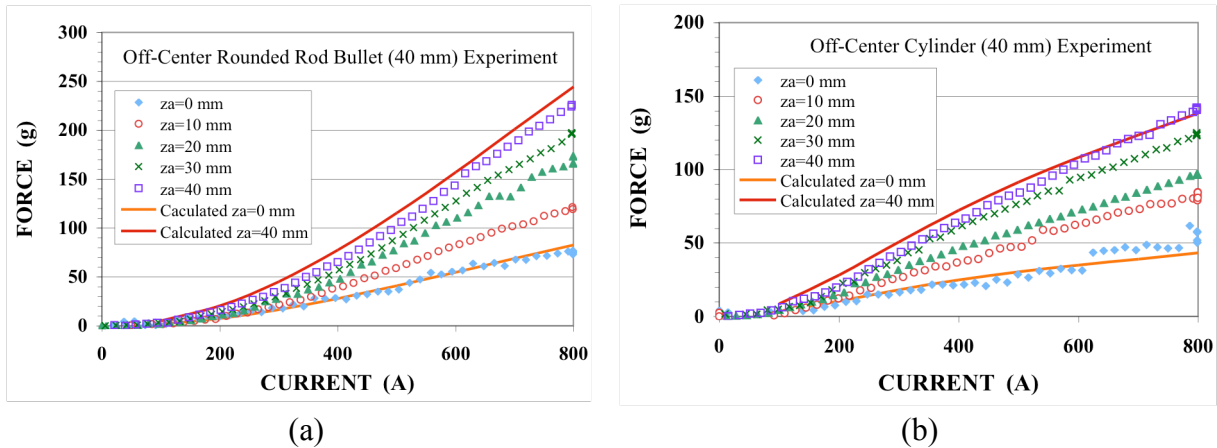 300
250
200
150
100
50
0
FORCE (g)
Off-Center Rounded Rod Bullet (40 mm) Experiment
za=0 mm
za=10 mm
za=20 mm
za=30 mm
za=40 mm
Caculated za=0 mm
Calculated za=40 mm
0 200 400 600 800
CURRENT (A)
(a)
200
150
100
50
0
FORCE (g)
Off-Center Cylinder (40 mm) Experiment
za=0 mm
za=10 mm
za=20 mm
za=30 mm
za=40 mm
Calculated za=0 mm
Calculated za=40 mm
0 200 400 600 800
CURRENT (A)
(b)